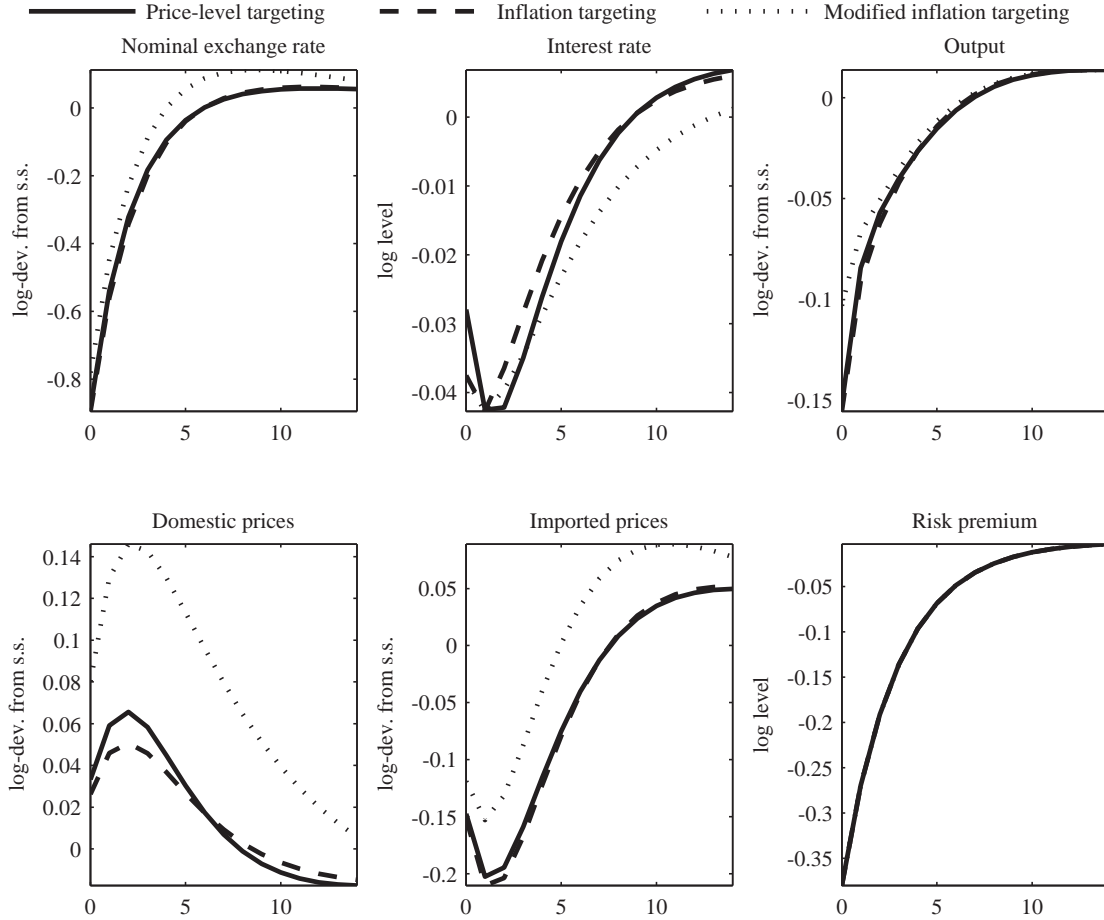 Price-level targeting Inflation targeting Modified inflation targeting
Nominal exchange rate
log-dev. from s.s.
0
-0.2
-0.4
-0.6
-0.8
0 5 10
Interest rate
log level
0
-0.01
-0.02
-0.03
-0.04
0 5 10
Output
log-dev. from s.s.
0
-0.05
-0.1
-0.15
0 5 10
Domestic prices
log-dev. from s.s.
0.14
0.12
0.1
0.08
0.06
0.04
0.02
0
0 5 10
Imported prices
log-dev. from s.s.
0.05
0
-0.05
-0.1
-0.15
-0.2
0 5 10
Risk premium
log level
-0.05
-0.1
-0.15
-0.2
-0.25
-0.3
-0.35
0 5 10